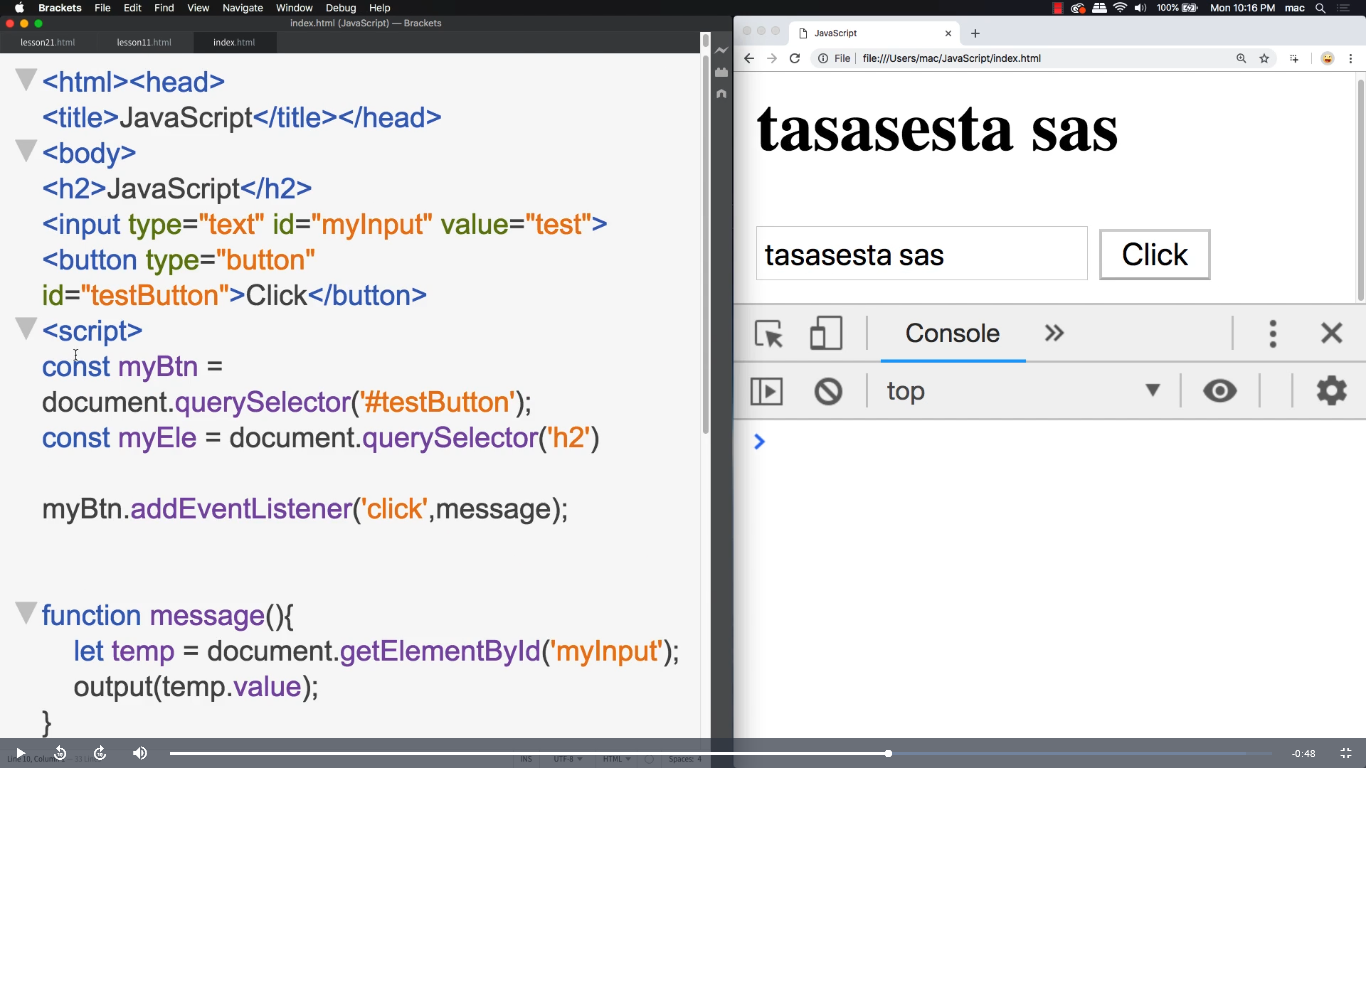 Brackets File Edit Find View Navigate Window Debug Help
100% Mon 10:16 PM mac
index.html (JavaScript) — Brackets
lesson21.html lesson11.html index.html
<html><head>
<title>JavaScript</title></head>
<body>
<h2>JavaScript</h2>
<input type="text" id="myInput" value="test">
<button type="button"
id="testButton">Click</button>
<script>
const myBtn =
document.querySelector('#testButton');
const myEle = document.querySelector('h2')
myBtn.addEventListener('click',message);
function message(){
let temp = document.getElementById('myInput');
output(temp.value);
}
INS UTF-8 HTML Spaces: 4
JavaScript
File file:///Users/mac/JavaScript/index.html
tasasesta sas
tasasesta sas Click
Console
top
-0:48